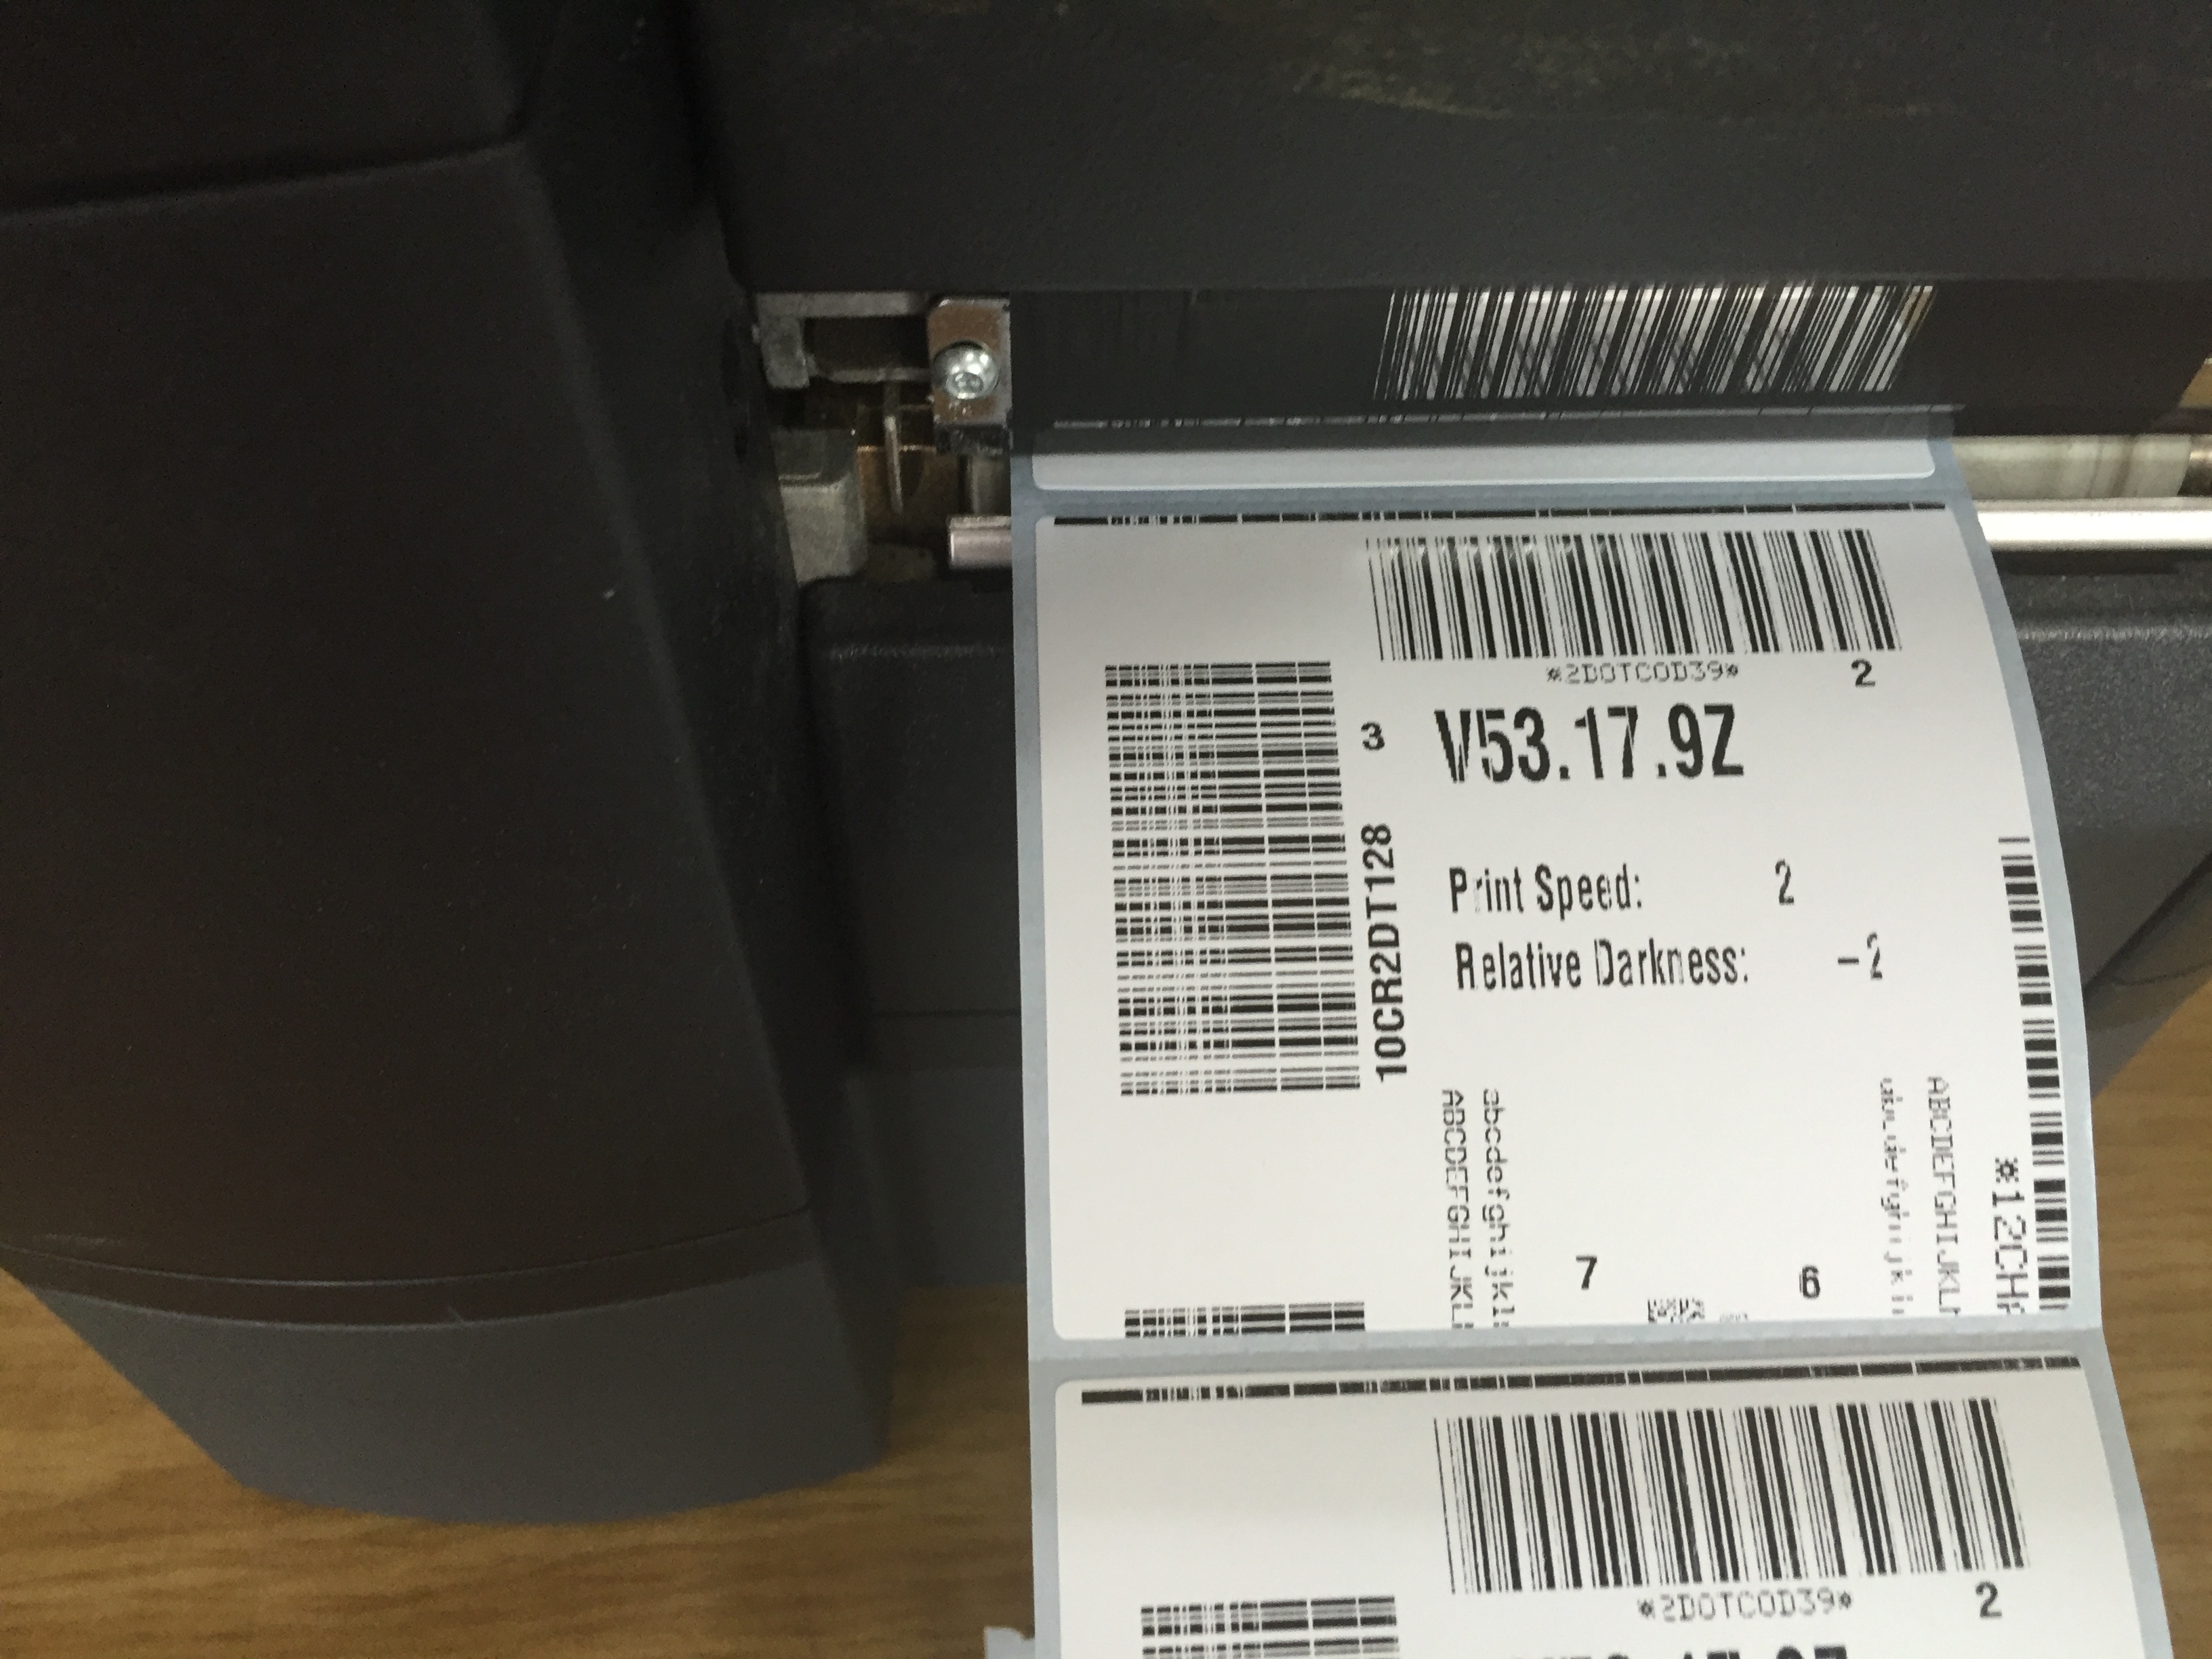 *2DOTCOD39*
2
3
V53.17.9Z
10CR2DT128
Print Speed: 2
Relative Darkness: -2
ABCDEFGHIJKL
abcdefghijkl
ABCDEFGHIJKL
*12CH
7
6
*2DOTCOD39*
2